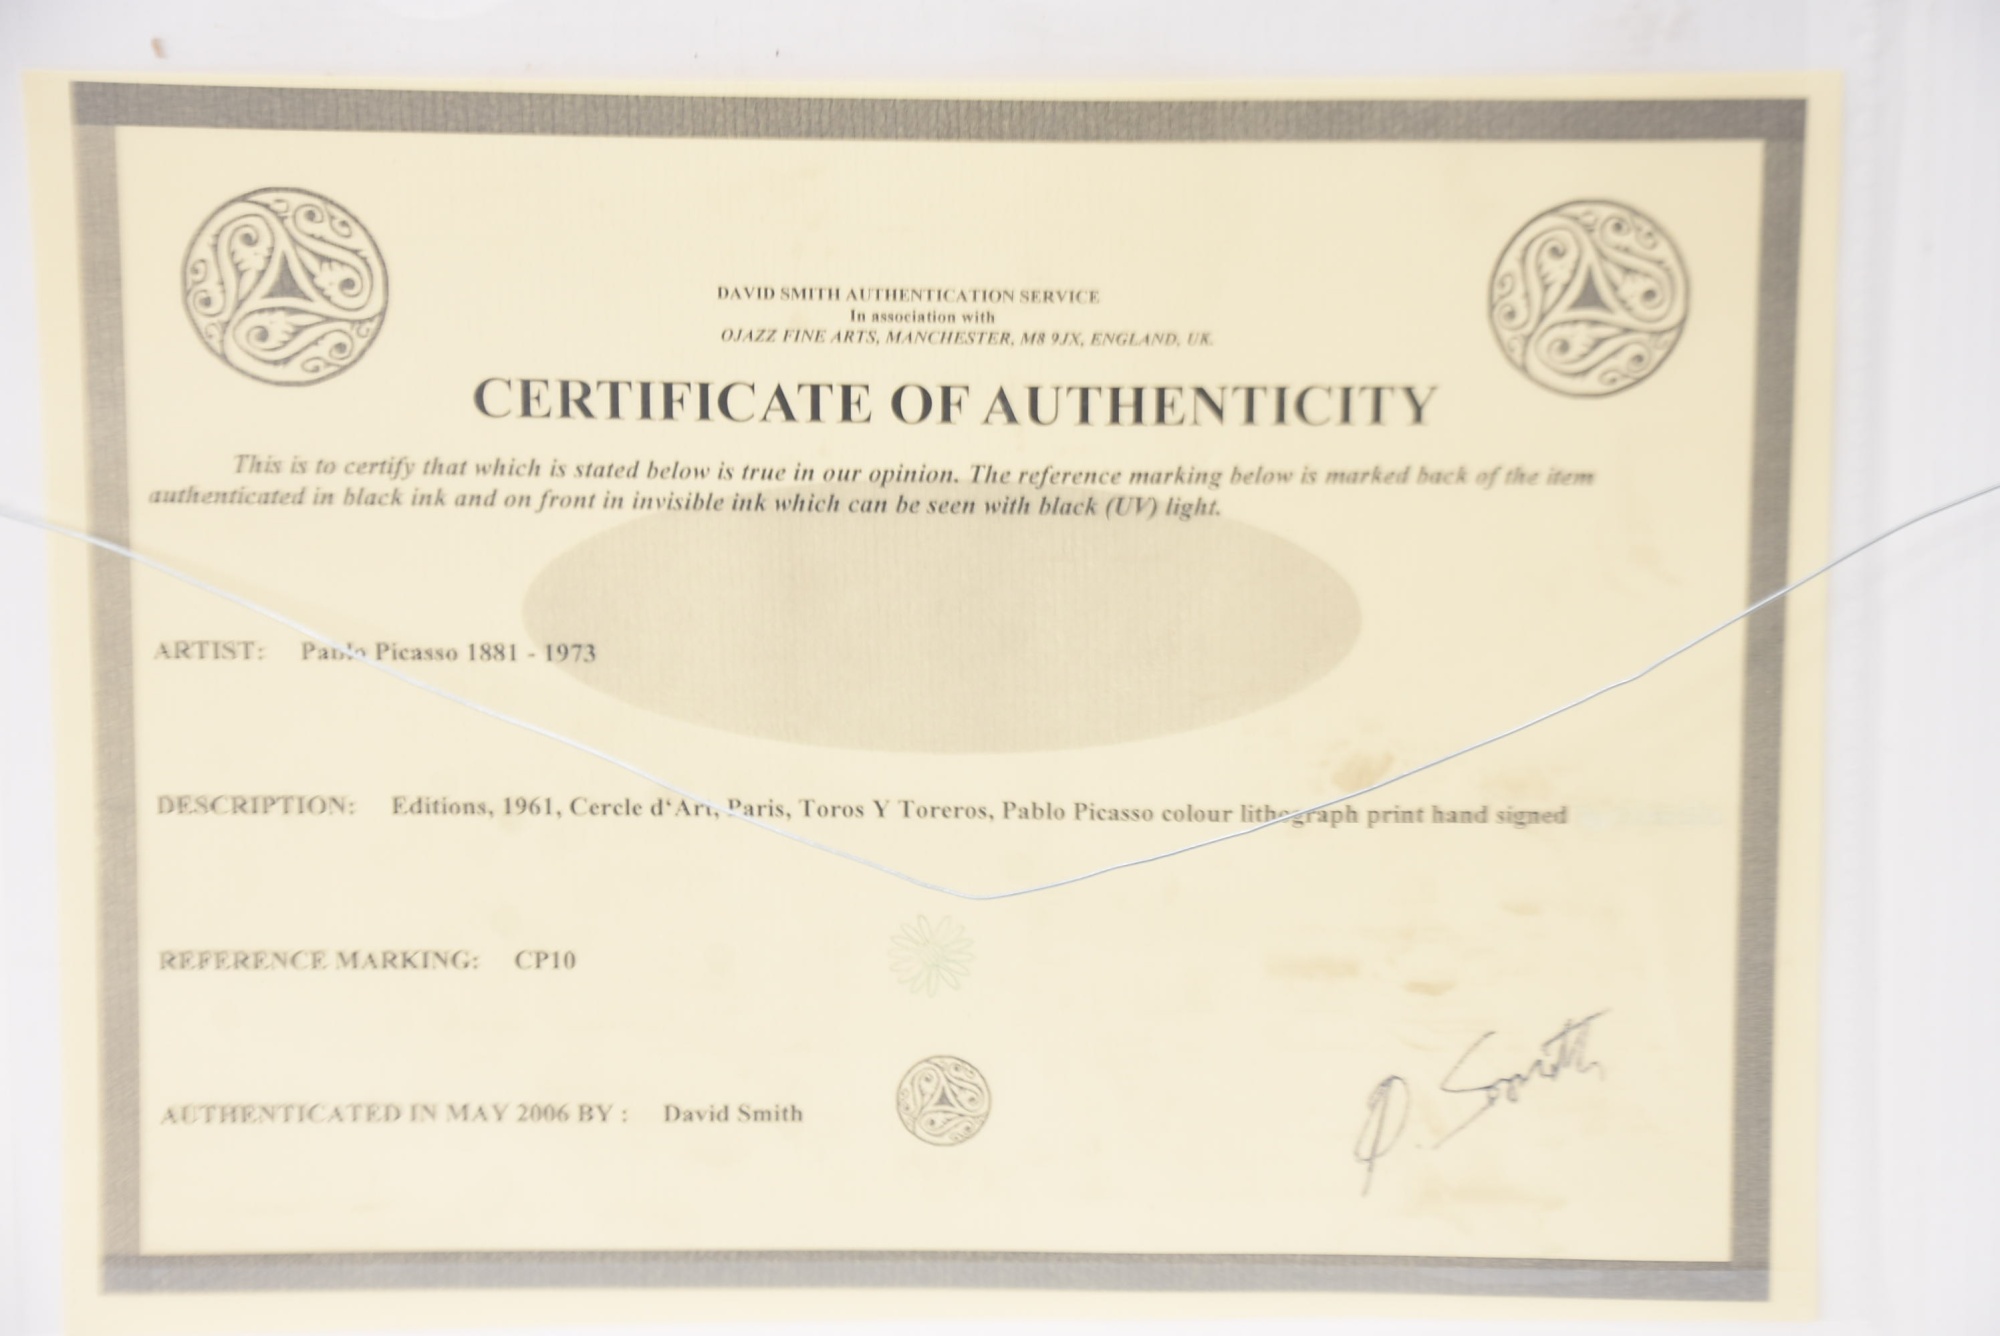 DAVID SMITH AUTHENTICATION SERVICE
In association with
OJAZZ FINE ARTS, MANCHESTER, M8 9JX, ENGLAND, UK.
CERTIFICATE OF AUTHENTICITY
This is to certify that which is stated below is true in our opinion. The reference marking below is marked back of the item
authenticated in black ink and on front in invisible ink which can be seen with black (UV) light.
ARTIST: Pablo Picasso 1881 - 1973
DESCRIPTION: Editions, 1961, Cercle d‘Art, Paris, Toros Y Toreros, Pablo Picasso colour lithograph print hand signed
REFERENCE MARKING: CP10
AUTHENTICATED IN MAY 2006 BY : David Smith
D. Smith